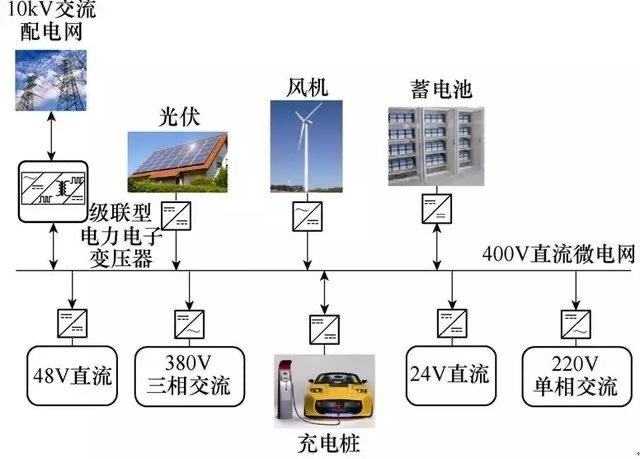 10kV交流
配电网
光伏
风机
蓄电池
级联型
电力电子
变压器
400V直流微电网
48V直流
380V
三相交流
24V直流
220V
单相交流
充电桩